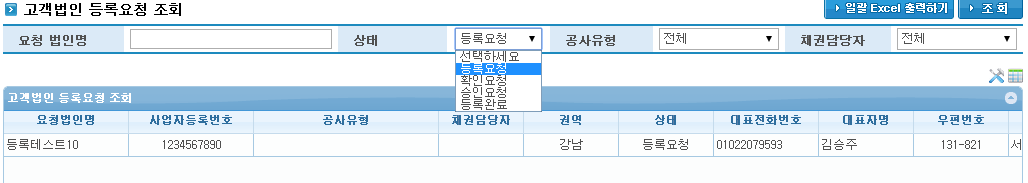 고객법인 등록요청 조회
일괄 Excel 출력하기 조 회
요청 법인명 상태 등록요청 공사유형 전체 채권담당자 전체
선택하세요
등록요청
확인요청
승인요청
등록완료
고객법인 등록요청 조회
요청법인명 사업자등록번호 공사유형 채권담당자 권역 상태 대표전화번호 대표자명 우편번호
등록테스트10 1234567890 강남 등록요청 01022079593 김승주 131-821 서